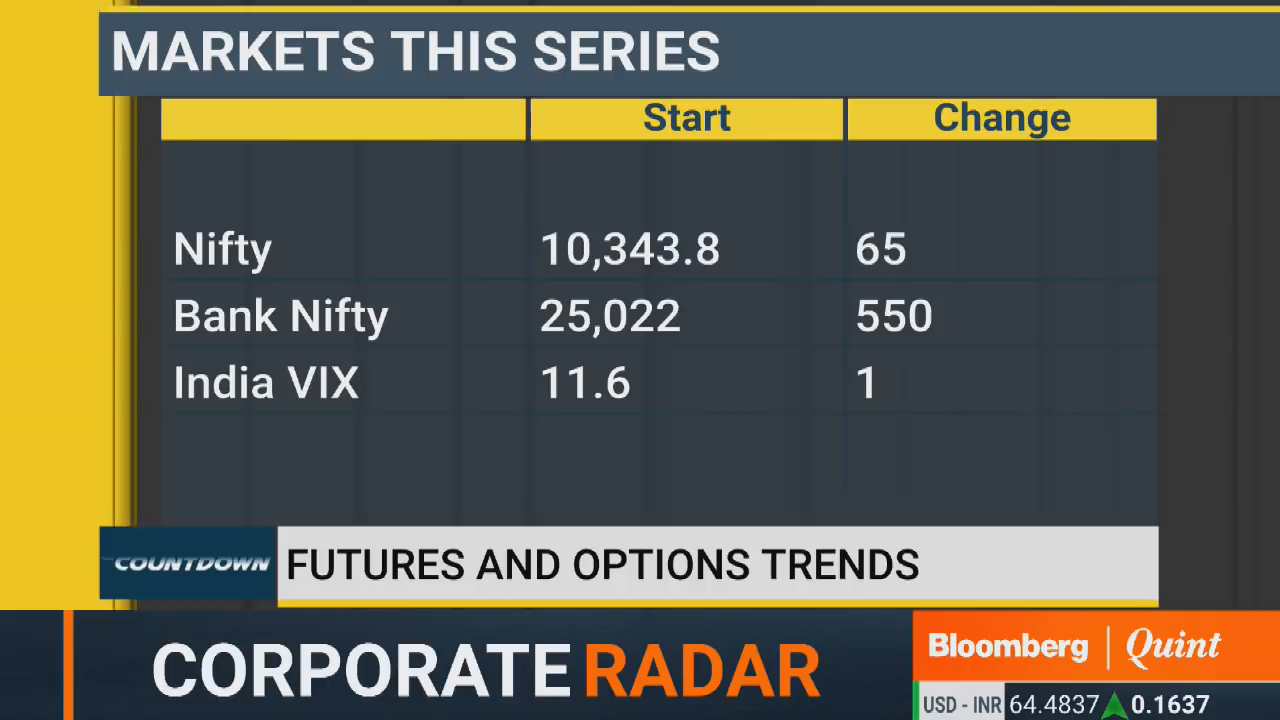 MARKETS THIS SERIES
Start Change
Nifty 10,343.8 65
Bank Nifty 25,022 550
India VIX 11.6 1
COUNTDOWN FUTURES AND OPTIONS TRENDS
CORPORATE RADAR
Bloomberg | Quint
USD - INR 64.4837 0.1637